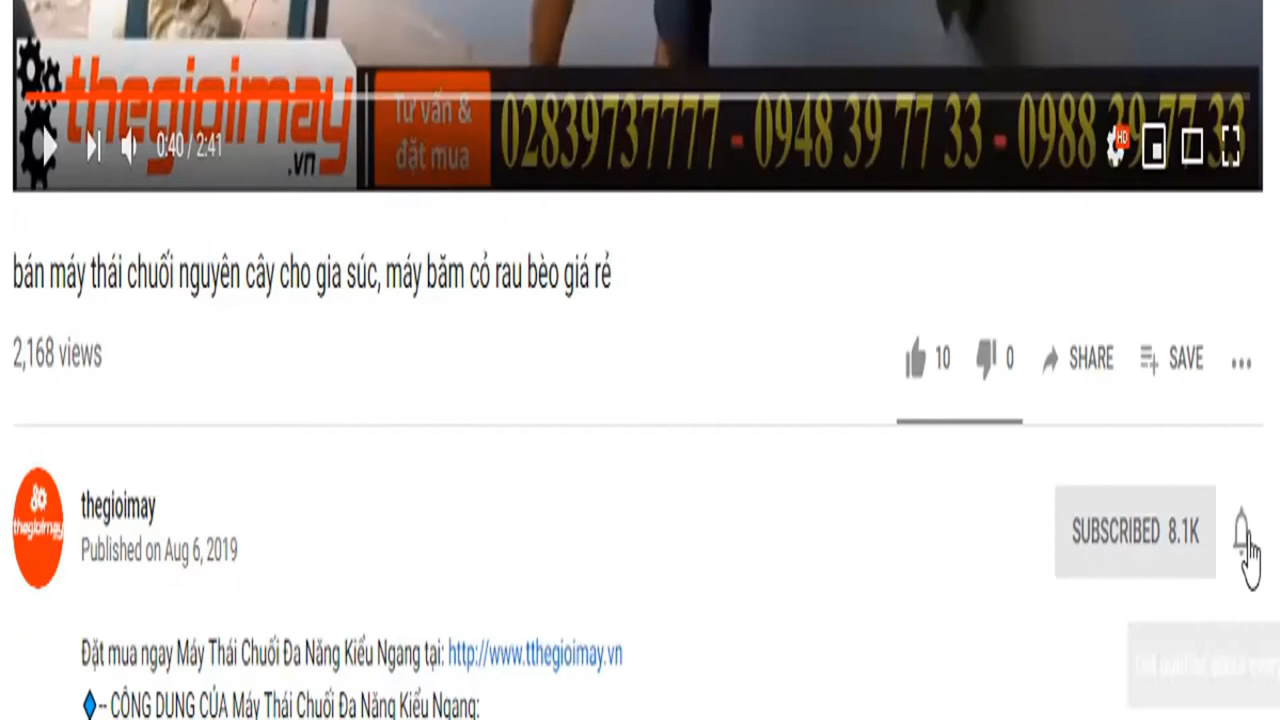 thegioimay
.vn
Tư vấn &
đặt mua
02839737777 - 0948 39 77 33 - 0988 39 77 33
0:40 / 2:41
HD
bán máy thái chuối nguyên cây cho gia súc, máy băm cỏ rau bèo giá rẻ
2,168 views
10 0 SHARE SAVE
thegioimay
thegioimay
Published on Aug 6, 2019
SUBSCRIBED 8.1K
Đặt mua ngay Máy Thái Chuối Đa Năng Kiểu Ngang tại: http://www.tthegioimay.vn
-- CÔNG DỤNG CỦA Máy Thái Chuối Đa Năng Kiểu Ngang: